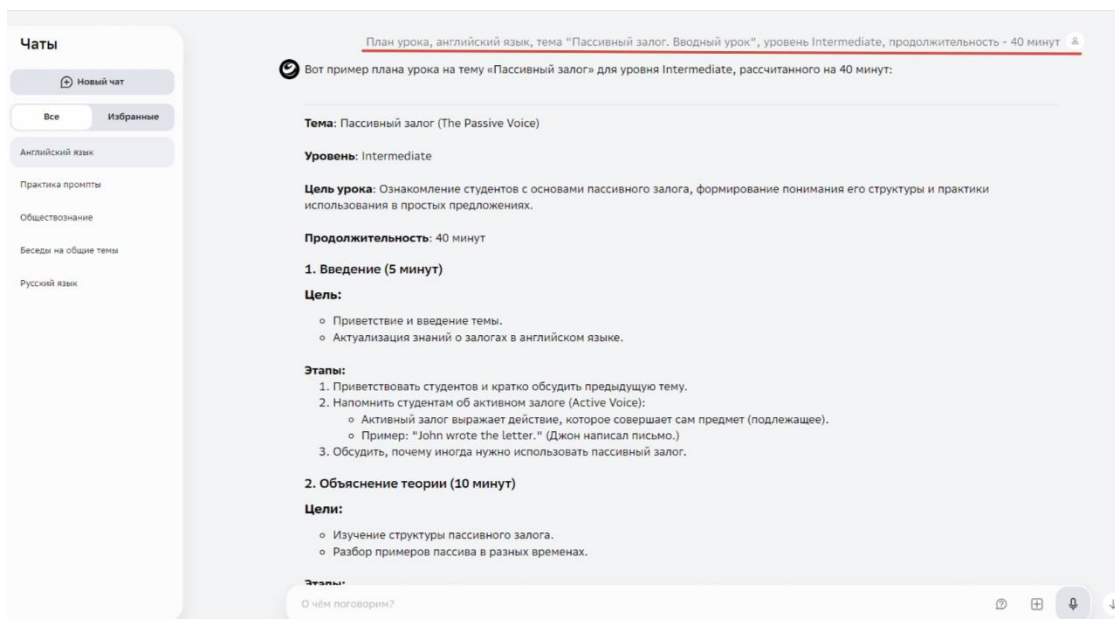 Чаты
Новый чат
Все Избранные
Английский язык
Практика промпты
Обществознание
Беседы на общие темы
Русский язык
План урока, английский язык, тема "Пассивный залог. Вводный урок", уровень Intermediate, продолжительность - 40 минут
Вот пример плана урока на тему «Пассивный залог» для уровня Intermediate, рассчитанного на 40 минут:
Тема: Пассивный залог (The Passive Voice)
Уровень: Intermediate
Цель урока: Ознакомление студентов с основами пассивного залога, формирование понимания его структуры и практики
использования в простых предложениях.
Продолжительность: 40 минут
1. Введение (5 минут)
Цель:
Приветствие и введение темы.
Актуализация знаний о залогах в английском языке.
Этапы:
1. Приветствовать студентов и кратко обсудить предыдущую тему.
2. Напомнить студентам об активном залоге (Active Voice):
Активный залог выражает действие, которое совершает сам предмет (подлежащее).
Пример: "John wrote the letter." (Джон написал письмо.)
3. Обсудить, почему иногда нужно использовать пассивный залог.
2. Объяснение теории (10 минут)
Цели:
Изучение структуры пассивного залога.
Разбор примеров пассива в разных временах.
Этапы:
О чём поговорим?